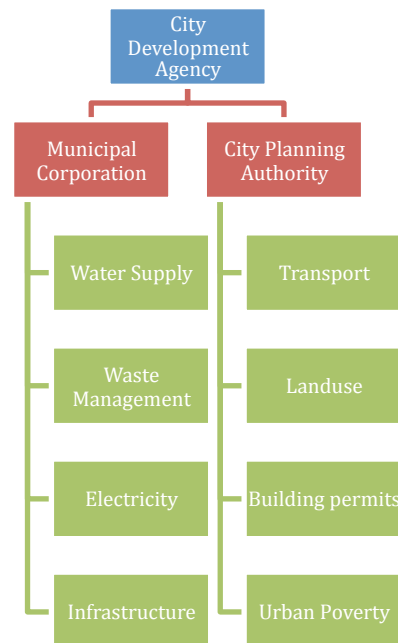 City
Development
Agency
Municipal
Corporation
City Planning
Authority
Water Supply
Transport
Waste
Management
Landuse
Electricity
Building permits
Infrastructure
Urban Poverty